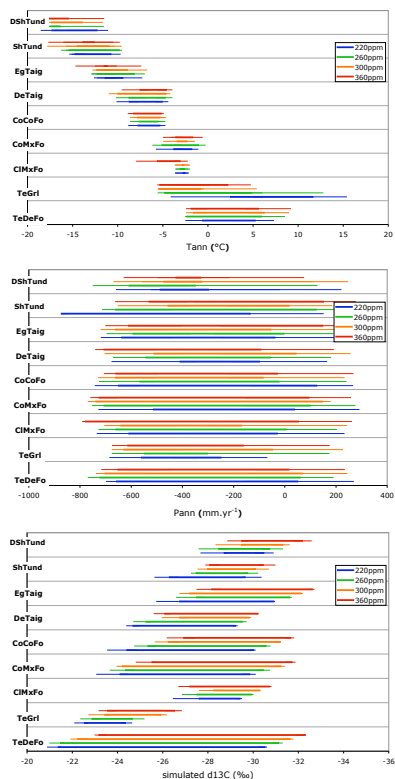 DShTund
ShTund
EgTaig
DeTaig
CoCoFo
CoMxFo
ClMxFo
TeGrl
TeDeFo
220ppm
260ppm
300ppm
360ppm
-20 -15 -10 -5 0 5 10 15 20
Tann (°C)
DShTund
ShTund
EgTaig
DeTaig
CoCoFo
CoMxFo
ClMxFo
TeGrl
TeDeFo
220ppm
260ppm
300ppm
360ppm
-1000 -800 -600 -400 -200 0 200 400
Pann (mm.yr-1)
DShTund
ShTund
EgTaig
DeTaig
CoCoFo
CoMxFo
ClMxFo
TeGrl
TeDeFo
220ppm
260ppm
300ppm
360ppm
-20 -22 -24 -26 -28 -30 -32 -34 -36
simulated d13C (‰)